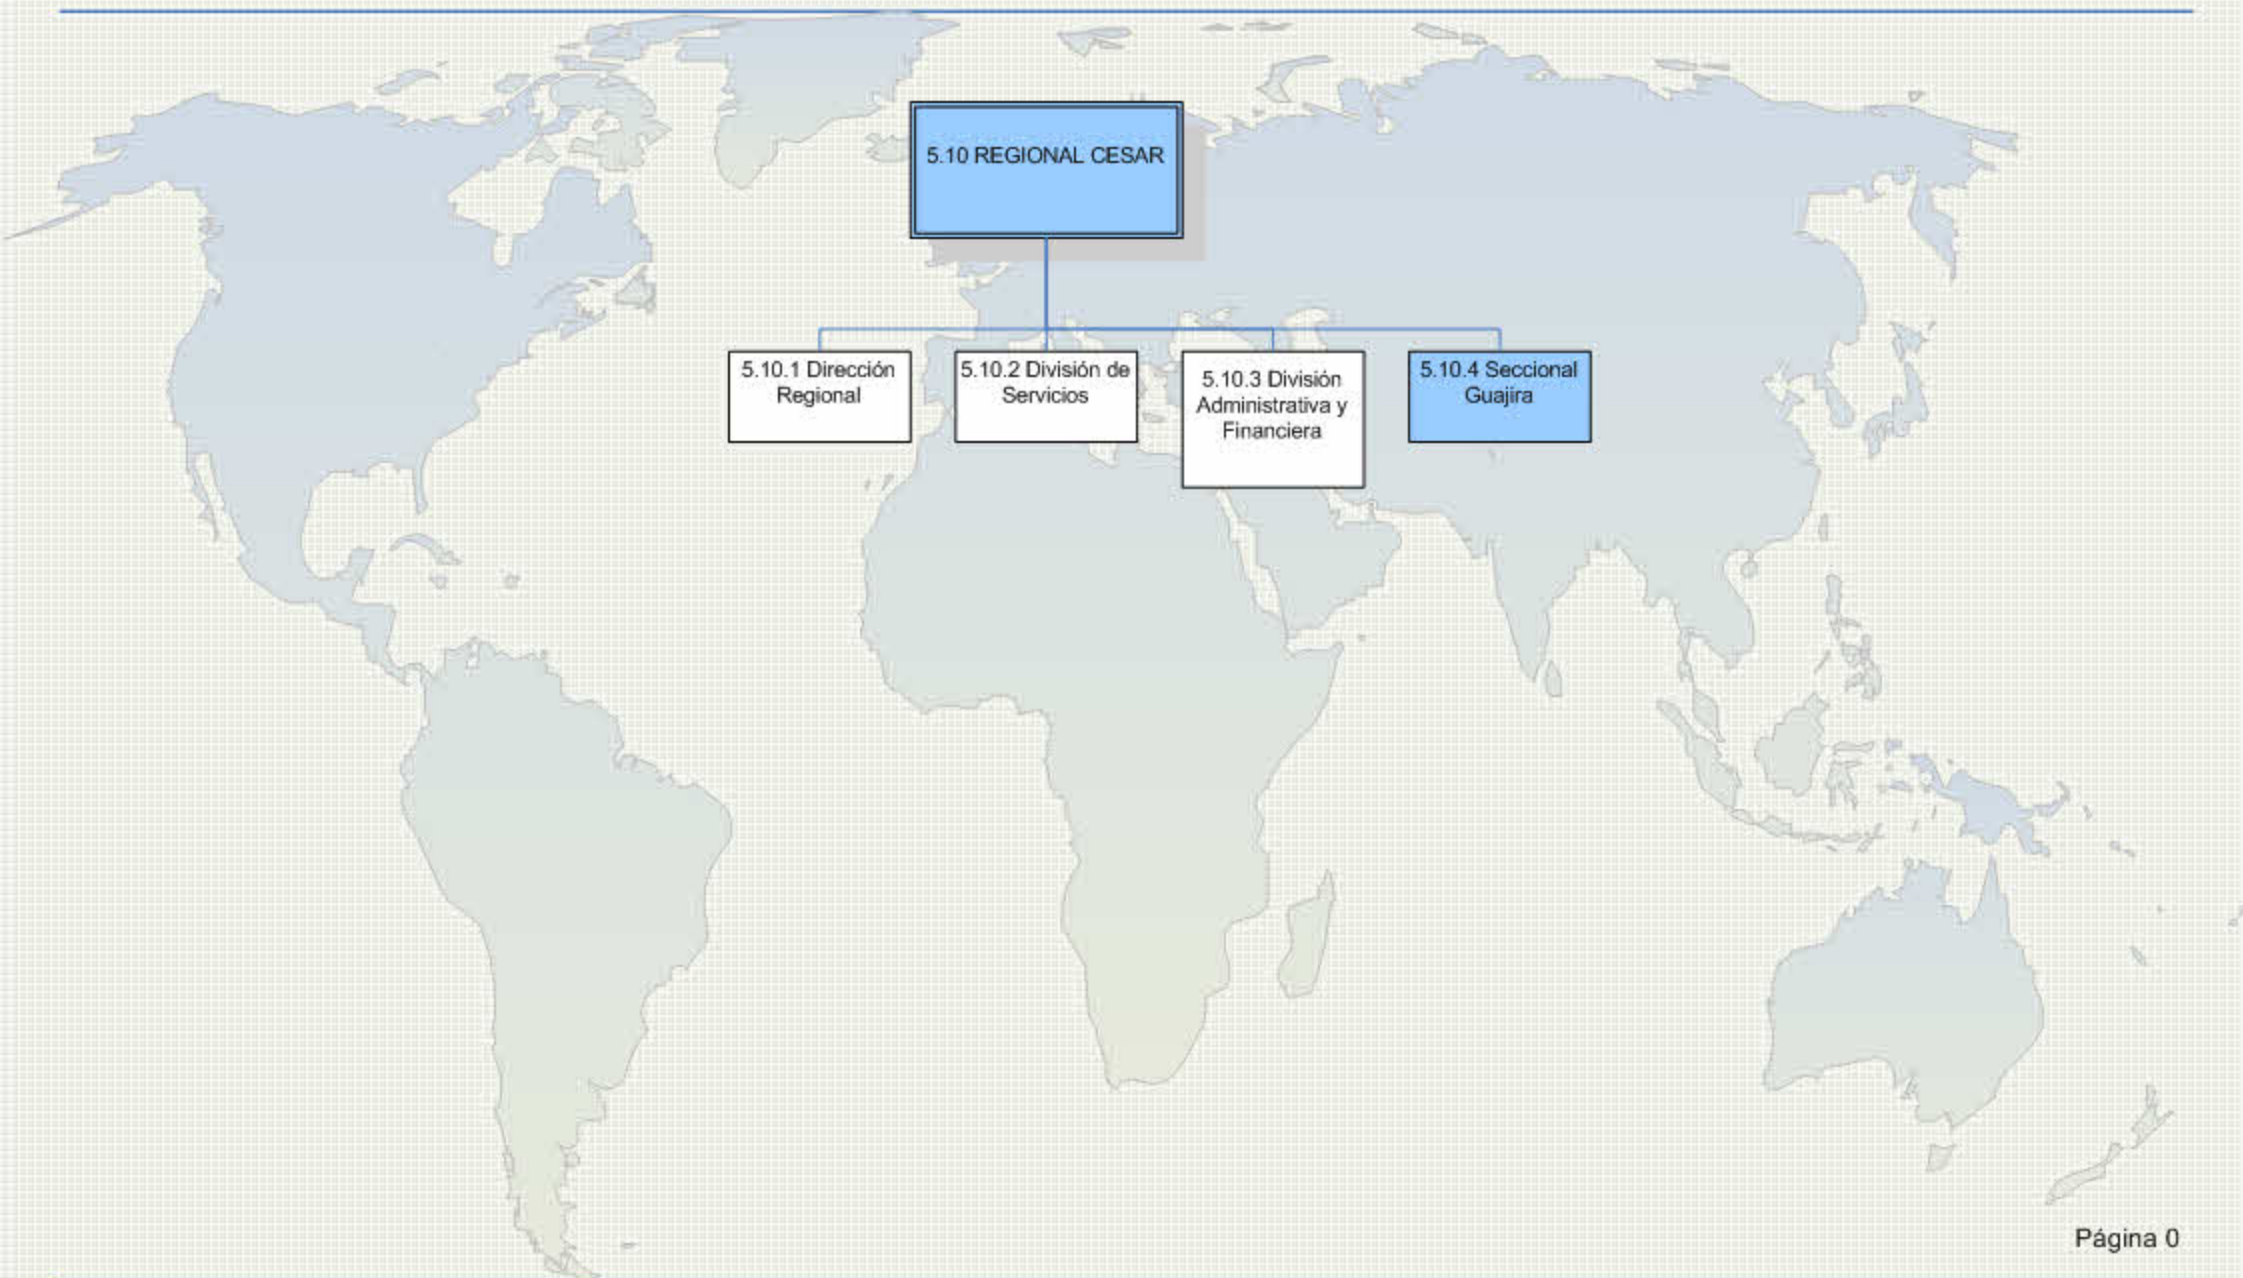 5.10 REGIONAL CESAR
5.10.1 Dirección
Regional
5.10.2 División de
Servicios
5.10.3 División
Administrativa y
Financiera
5.10.4 Seccional
Guajira
Página 0